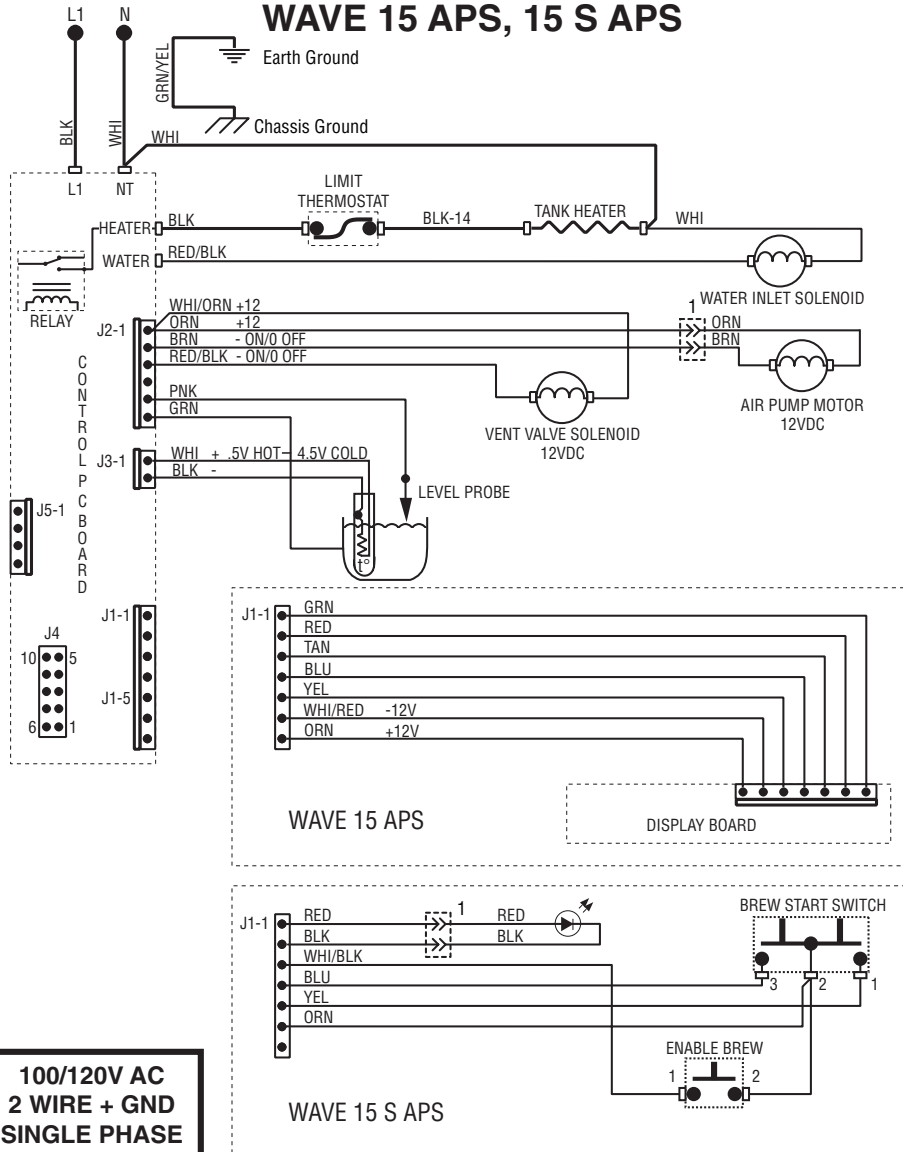 WAVE 15 APS, 15 S APS
L1 N
GRN/YEL
Earth Ground
Chassis Ground
BLK
WHI
WHI
L1 NT
LIMIT
THERMOSTAT
HEATER BLK
BLK-14
TANK HEATER
WHI
WATER RED/BLK
WATER INLET SOLENOID
RELAY
WHI/ORN +12
J2-1 ORN +12
BRN - ON/0 OFF
RED/BLK - ON/0 OFF
1
ORN
BRN
AIR PUMP MOTOR
12VDC
PNK
GRN
VENT VALVE SOLENOID
12VDC
CONTROL PC BOARD
J3-1 WHI + .5V HOT– 4.5V COLD
BLK -
LEVEL PROBE
t°
J5-1
J1-1
J4
10 5
J1-5
6 1
J1-1 GRN
RED
TAN
BLU
YEL
WHI/RED -12V
ORN +12V
WAVE 15 APS
DISPLAY BOARD
BREW START SWITCH
J1-1 RED 1 RED
BLK BLK
WHI/BLK
BLU
3 2 1
YEL
ORN
ENABLE BREW
1 2
WAVE 15 S APS
100/120V AC
2 WIRE + GND
SINGLE PHASE